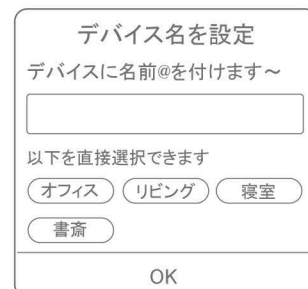 デバイス名を設定
デバイスに名前@を付けます～
以下を直接選択できます
オフィス リビング 寝室
書斎
OK